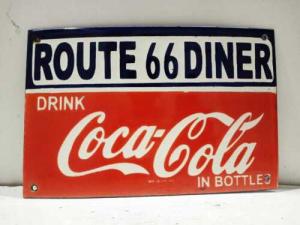 ROUTE 66 DINER
DRINK
Coca-Cola
IN BOTTLES